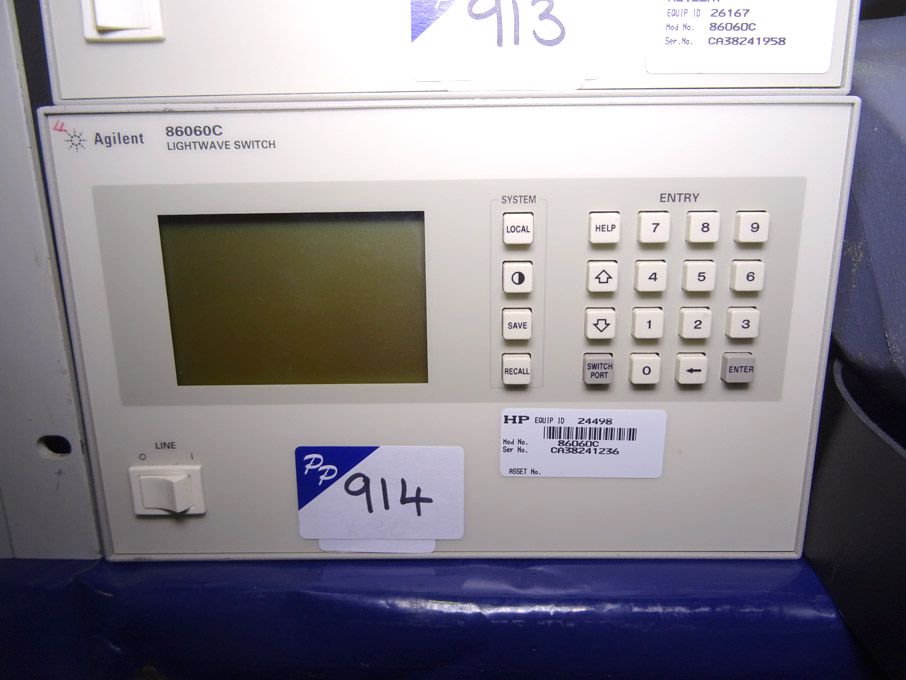 913
EQUIP ID 26167
Mod No. 86060C
Ser.No. CA38241958
4
Agilent
86060C
LIGHTWAVE SWITCH
SYSTEM
LOCAL
SAVE
RECALL
ENTRY
HELP 7 8 9
4 5 6
1 2 3
SWITCH PORT 0 ← ENTER
LINE
O I
PP
914
HP EQUIP ID 24498
Mod No. 86060C
Ser No. CA38241236
ASSET No.